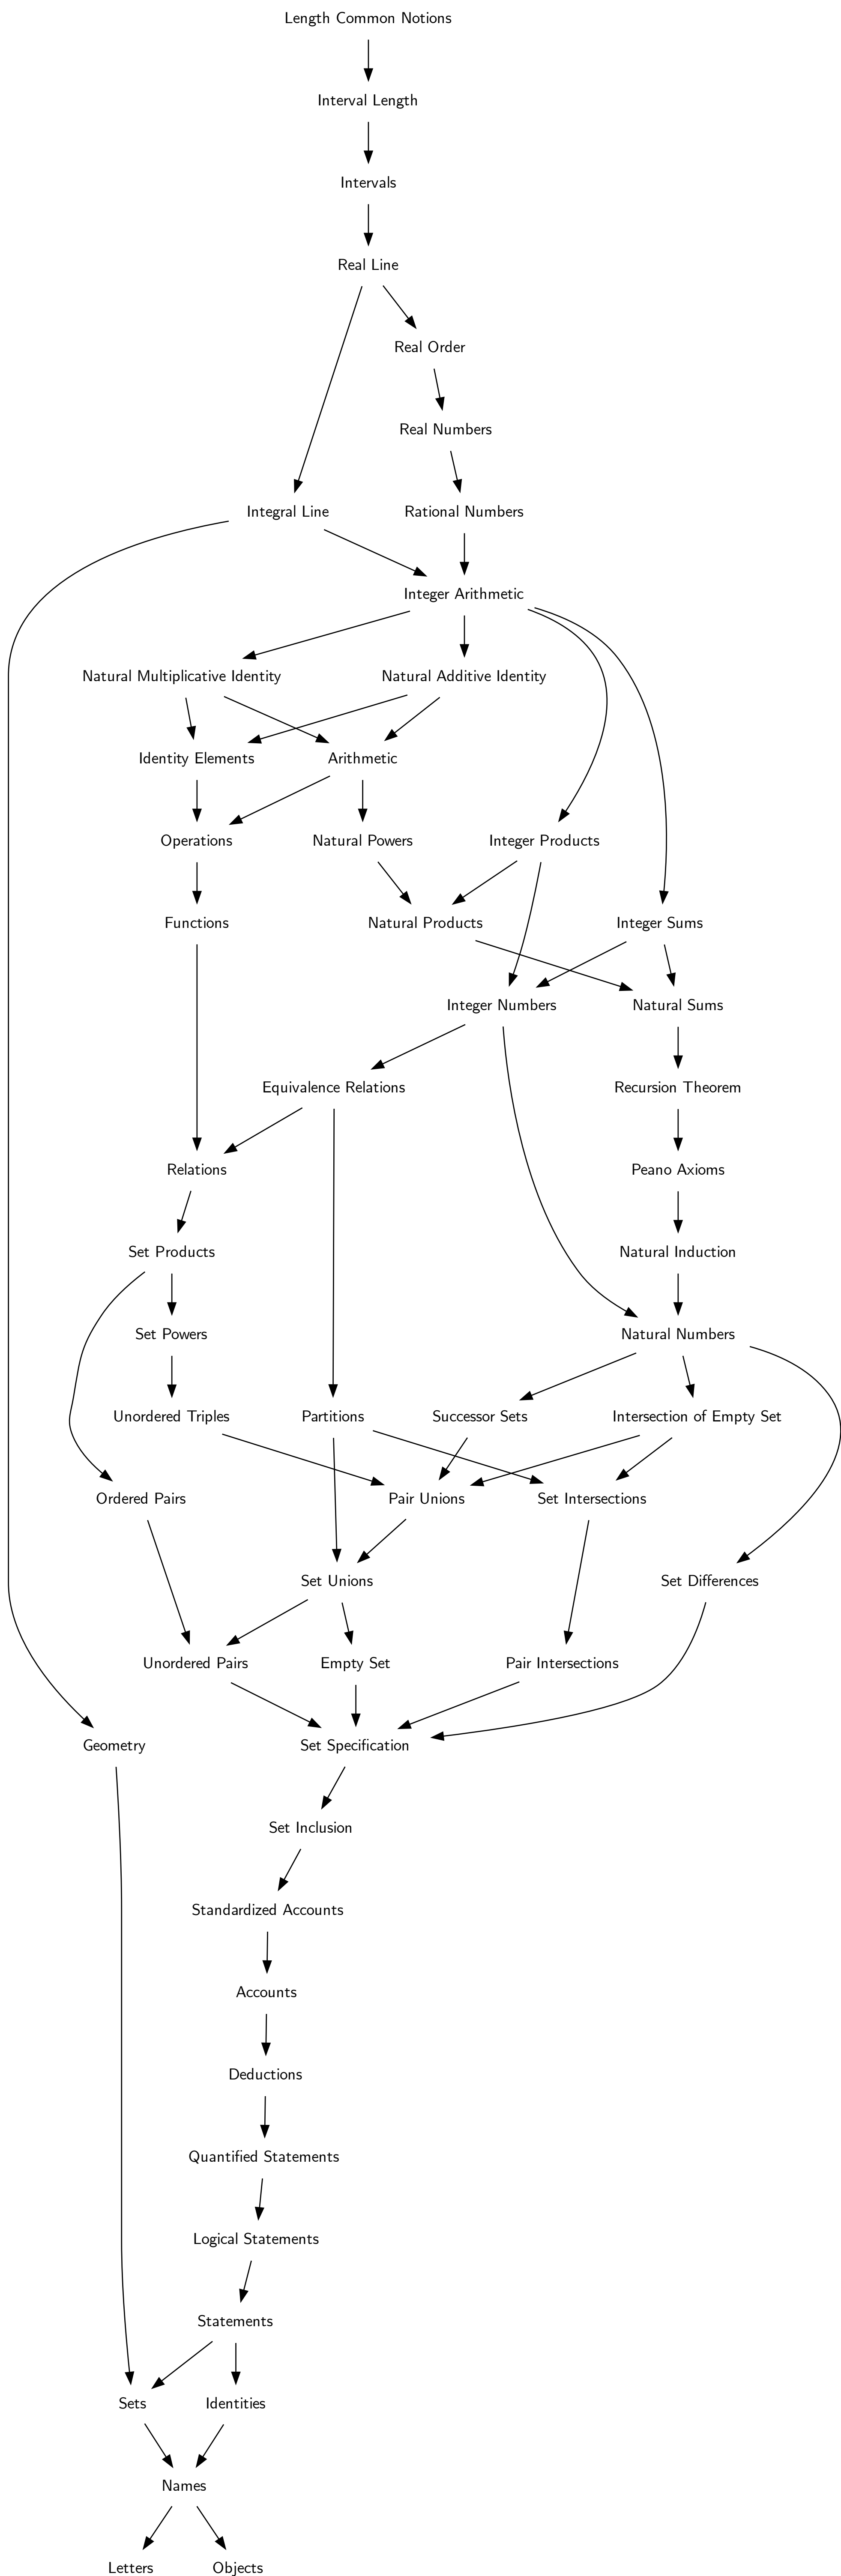 Length Common Notions
Interval Length
Intervals
Real Line
Real Order
Real Numbers
Integral Line
Rational Numbers
Integer Arithmetic
Natural Multiplicative Identity
Natural Additive Identity
Identity Elements
Arithmetic
Operations
Natural Powers
Integer Products
Functions
Natural Products
Integer Sums
Integer Numbers
Natural Sums
Equivalence Relations
Recursion Theorem
Relations
Peano Axioms
Set Products
Natural Induction
Set Powers
Natural Numbers
Unordered Triples
Partitions
Successor Sets
Intersection of Empty Set
Ordered Pairs
Pair Unions
Set Intersections
Set Unions
Set Differences
Unordered Pairs
Empty Set
Pair Intersections
Geometry
Set Specification
Set Inclusion
Standardized Accounts
Accounts
Deductions
Quantified Statements
Logical Statements
Statements
Sets
Identities
Names
Letters
Objects